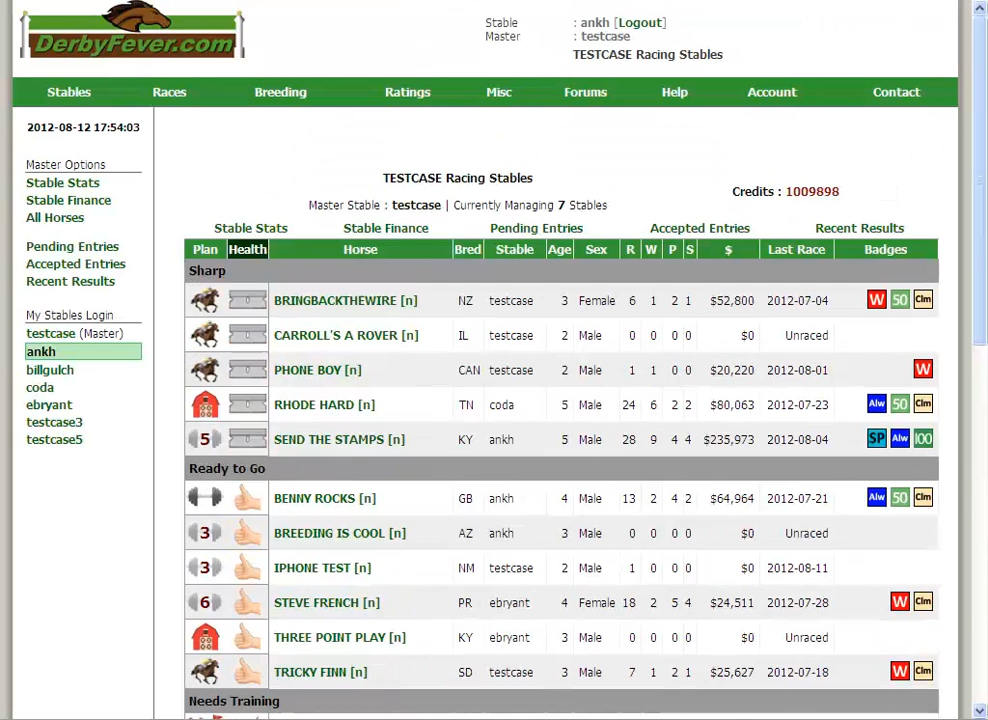 DerbyFever.com
Stable : ankh [Logout]
Master : testcase
TESTCASE Racing Stables
Stables Races Breeding Ratings Misc Forums Help Account Contact
2012-08-12 17:54:03
Master Options
Stable Stats
Stable Finance
All Horses
Pending Entries
Accepted Entries
Recent Results
My Stables Login
testcase (Master)
ankh
billgulch
coda
ebryant
testcase3
testcase5
TESTCASE Racing Stables
Credits : 1009898
Master Stable : testcase | Currently Managing 7 Stables
Stable Stats Stable Finance Pending Entries Accepted Entries Recent Results
Plan Health Horse Bred Stable Age Sex R W P S $ Last Race Badges
Sharp
BRINGBACKTHEWIRE [n] NZ testcase 3 Female 6 1 2 1 $52,800 2012-07-04 W 50 Clm
CARROLL'S A ROVER [n] IL testcase 2 Male 0 0 0 0 $0 Unraced
PHONE BOY [n] CAN testcase 2 Male 1 1 0 0 $20,220 2012-08-01 W
RHODE HARD [n] TN coda 5 Male 24 6 2 2 $80,063 2012-07-23 Alw 50 Clm
5 SEND THE STAMPS [n] KY ankh 5 Male 28 9 4 4 $235,973 2012-08-04 SP Alw 100
Ready to Go
BENNY ROCKS [n] GB ankh 4 Male 13 2 4 2 $64,964 2012-07-21 Alw 50 Clm
3 BREEDING IS COOL [n] AZ ankh 3 Male 0 0 0 0 $0 Unraced
3 IPHONE TEST [n] NM testcase 2 Male 1 0 0 0 $0 2012-08-11
6 STEVE FRENCH [n] PR ebryant 4 Female 18 2 5 4 $24,511 2012-07-28 W Clm
THREE POINT PLAY [n] KY ebryant 3 Male 0 0 0 0 $0 Unraced
TRICKY FINN [n] SD testcase 3 Male 7 1 2 1 $25,627 2012-07-18 W Clm
Needs Training